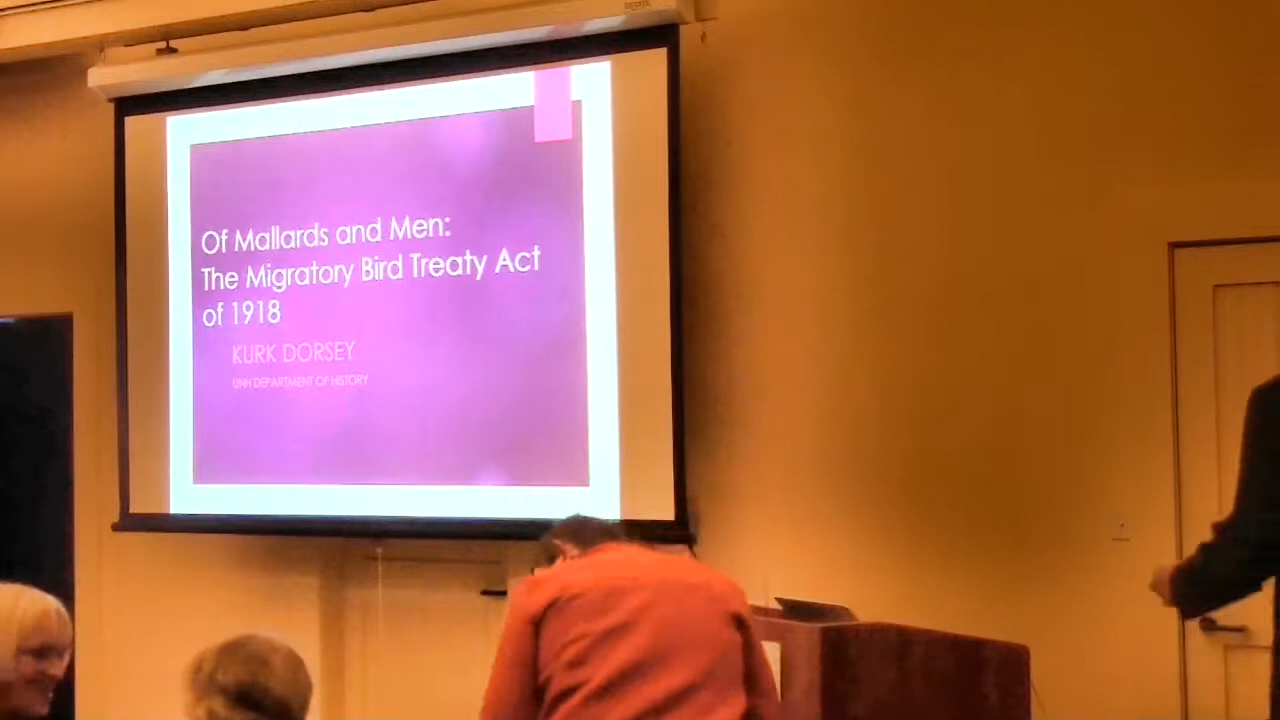 Of Mallards and Men:
The Migratory Bird Treaty Act
of 1918
KURK DORSEY
UNH DEPARTMENT OF HISTORY